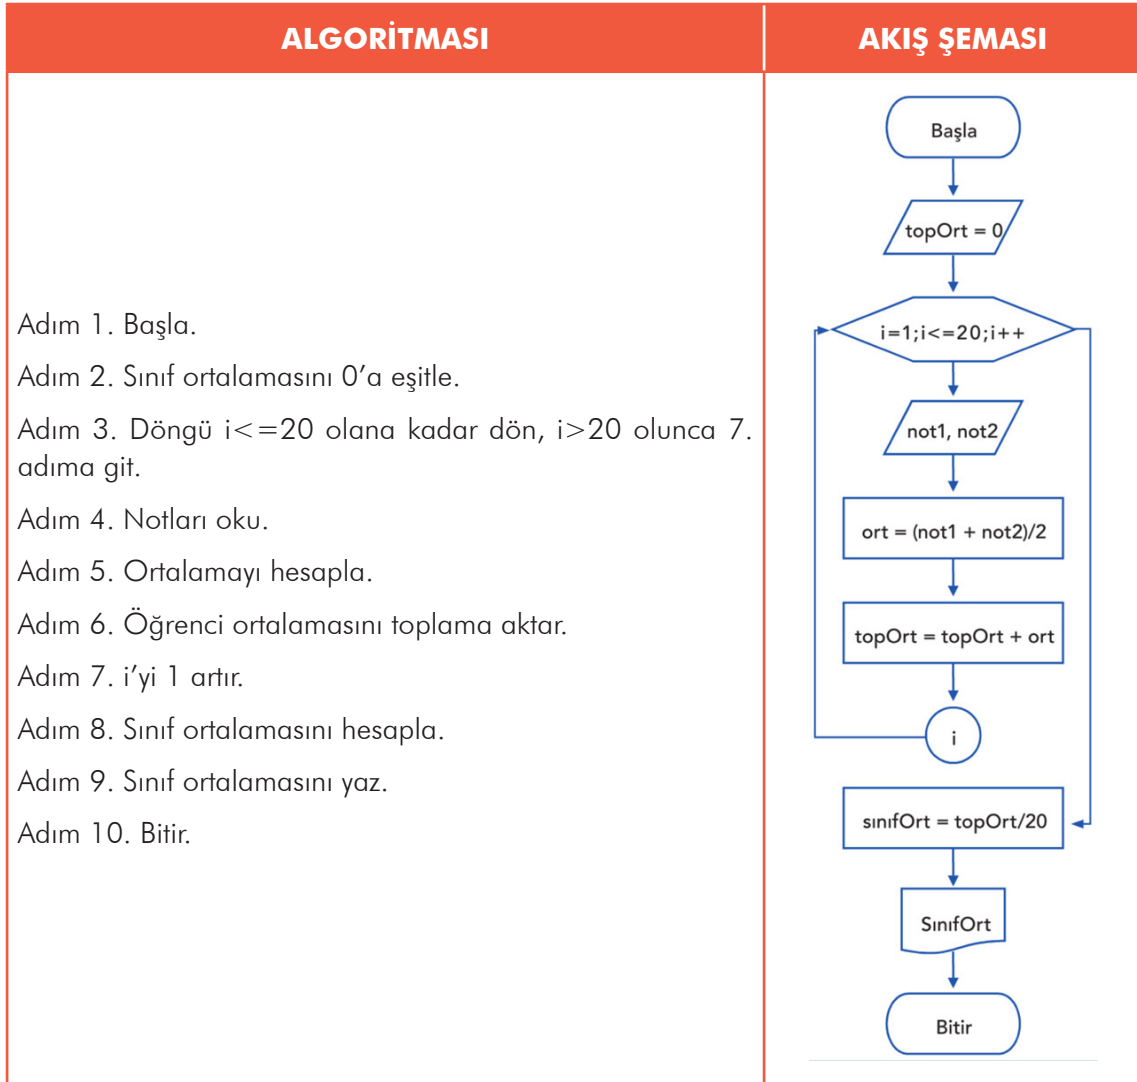 ALGORİTMASI
AKIŞ ŞEMASI
Adım 1. Başla.
Adım 2. Sınıf ortalamasını 0’a eşitle.
Adım 3. Döngü i<=20 olana kadar dön, i>20 olunca 7.
adıma git.
Adım 4. Notları oku.
Adım 5. Ortalamayı hesapla.
Adım 6. Öğrenci ortalamasını toplama aktar.
Adım 7. i’yi 1 artır.
Adım 8. Sınıf ortalamasını hesapla.
Adım 9. Sınıf ortalamasını yaz.
Adım 10. Bitir.
Başla
topOrt = 0
i=1;i<=20;i++
not1, not2
ort = (not1 + not2)/2
topOrt = topOrt + ort
i
sınıfOrt = topOrt/20
SınıfOrt
Bitir